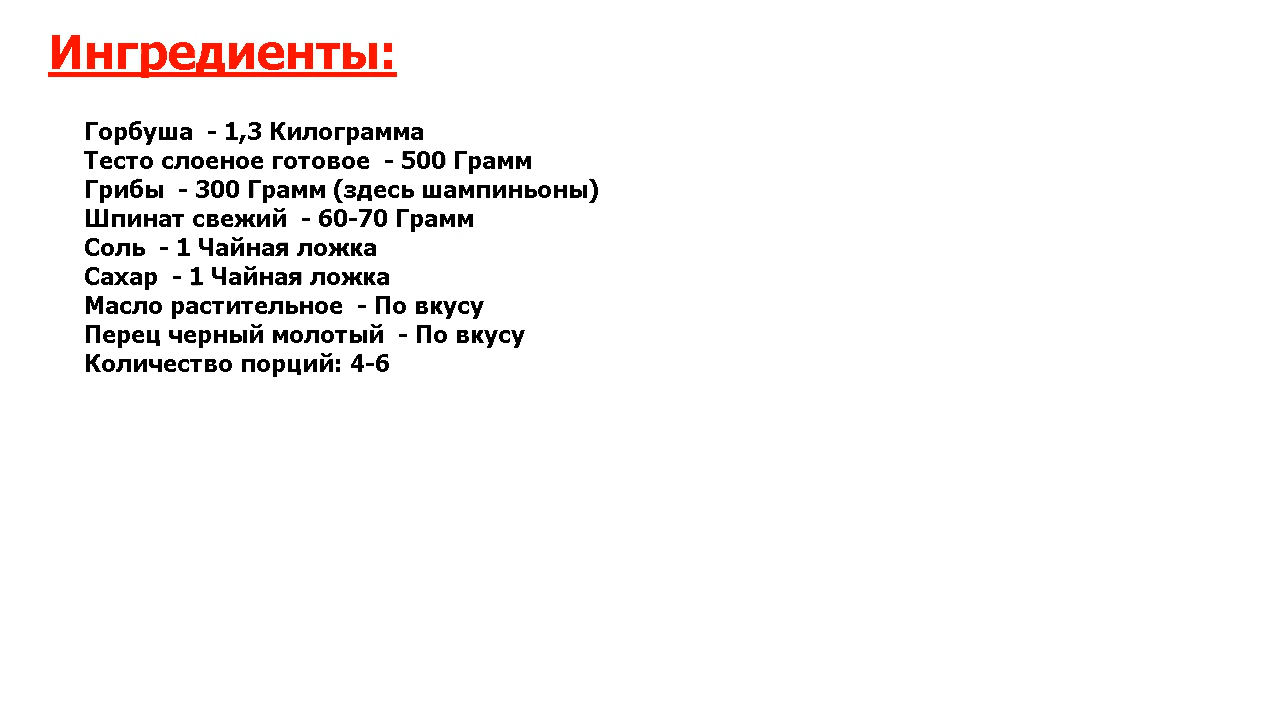 Ингредиенты:
Горбуша  - 1,3 Килограмма
Тесто слоеное готовое  - 500 Грамм
Грибы  - 300 Грамм (здесь шампиньоны)
Шпинат свежий  - 60-70 Грамм
Соль  - 1 Чайная ложка
Сахар  - 1 Чайная ложка
Масло растительное  - По вкусу
Перец черный молотый  - По вкусу
Количество порций: 4-6